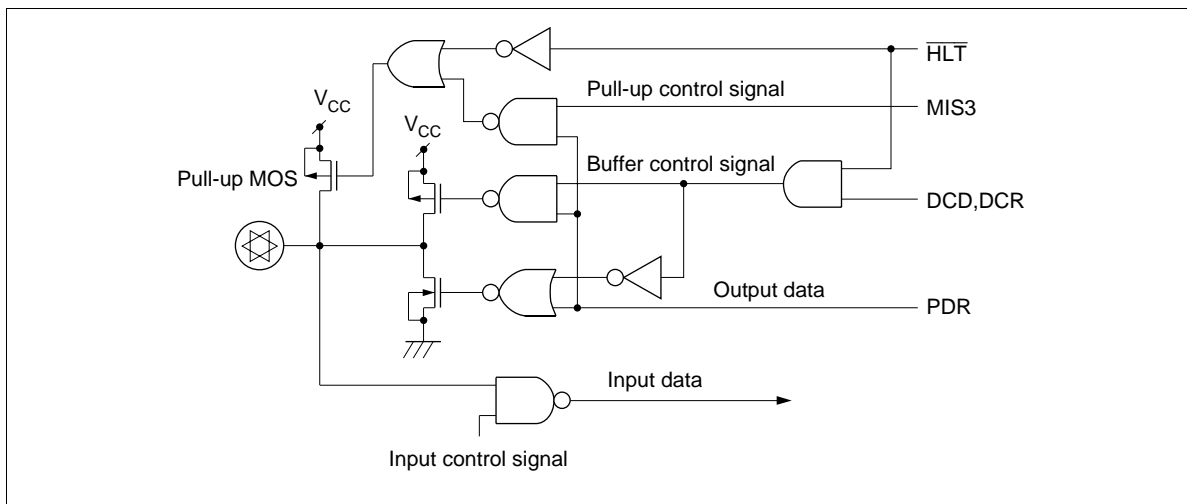 H̅L̅T̅
Pull-up control signal
MIS3
VCC
VCC
Pull-up MOS
Buffer control signal
DCD,DCR
Output data
PDR
Input data
Input control signal